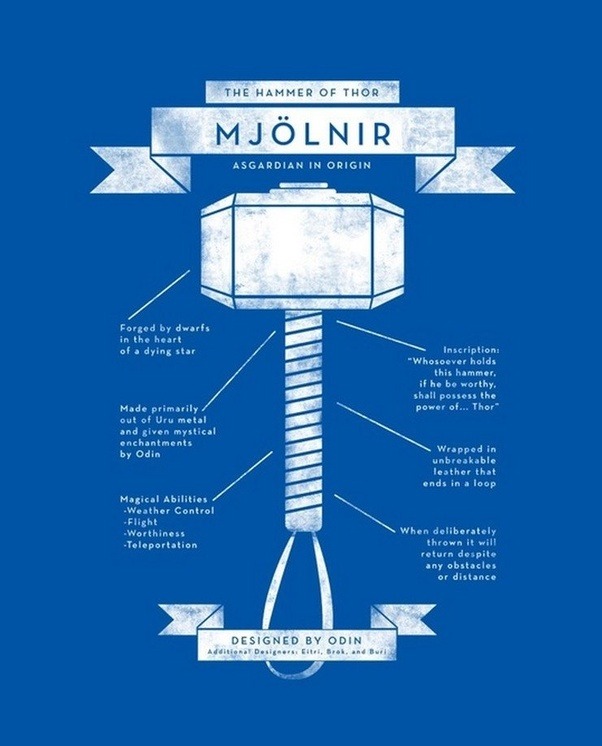 THE HAMMER OF THOR
MJÖLNIR
ASGARDIAN IN ORIGIN
Forged by dwarfs
in the heart
of a dying star
Made primarily
out of Uru metal
and given mystical
enchantments
by Odin
Magical Abilities
-Weather Control
-Flight
-Worthiness
-Teleportation
Inscription:
"Whosoever holds
this hammer,
if he be worthy,
shall possess the
power of... Thor"
Wrapped in
unbreakable
leather that
ends in a loop
When deliberately
thrown it will
return despite
any obstacles
or distance
DESIGNED BY ODIN
Additional Designers: Eitri, Brok, and Buri